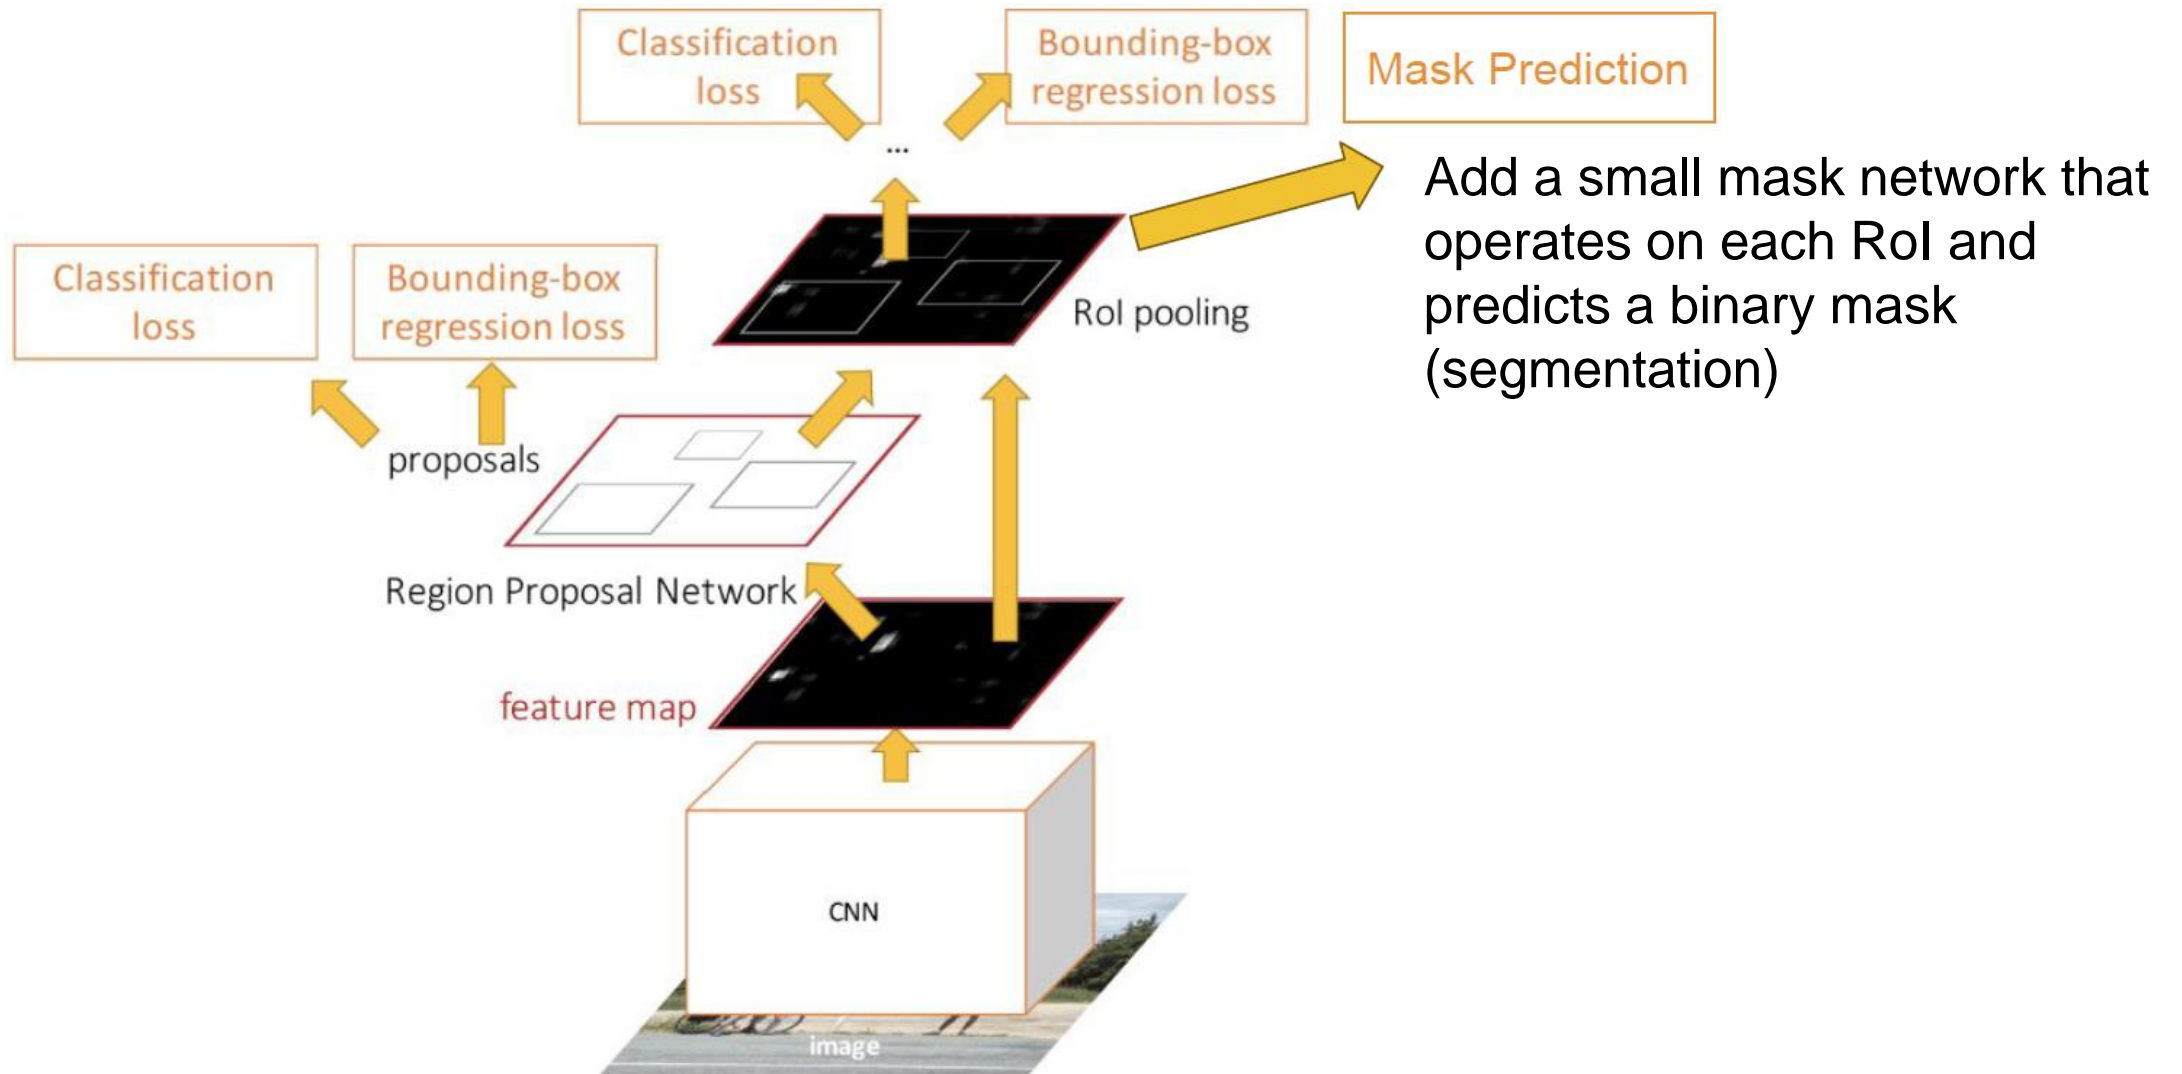 Classification
loss
Bounding-box
regression loss
Mask Prediction
...
Add a small mask network that
operates on each RoI and
predicts a binary mask
(segmentation)
Classification
loss
Bounding-box
regression loss
RoI pooling
proposals
Region Proposal Network
feature map
CNN
image